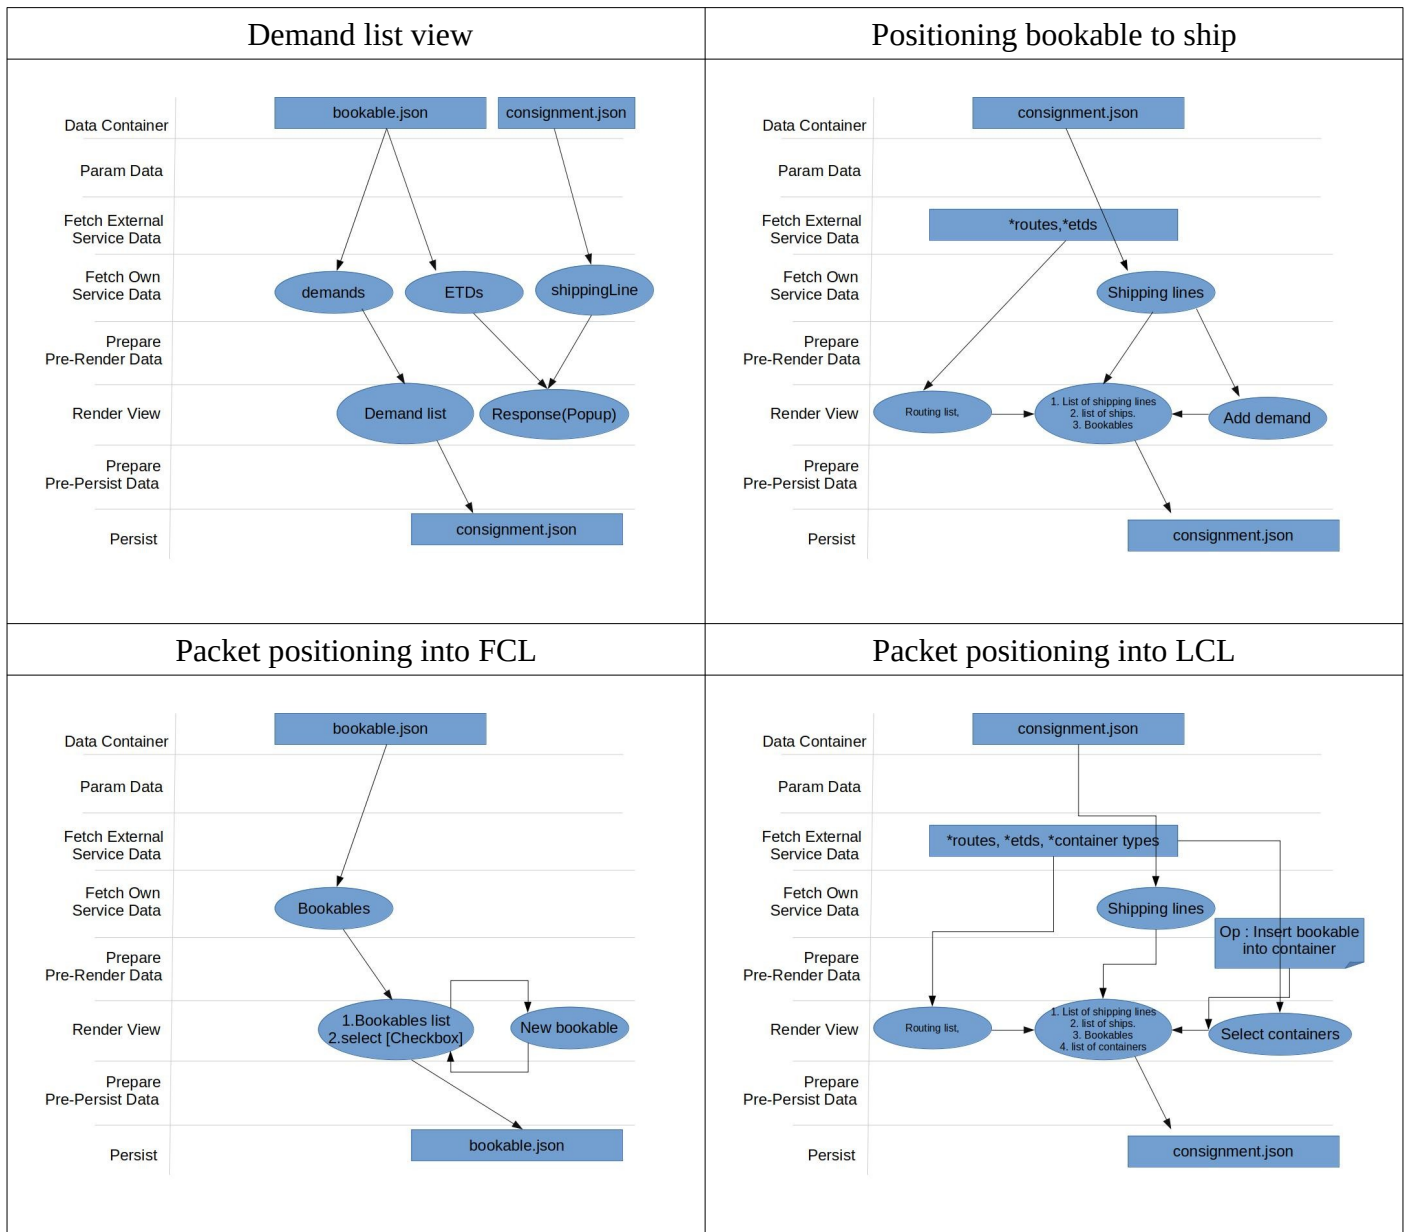 Demand list view
Data Container
Param Data
Fetch External
Service Data
Fetch Own
Service Data
Prepare
Pre-Render Data
Render View
Prepare
Pre-Persist Data
Persist
bookable.json
consignment.json
demands
ETDs
shippingLine
Demand list
Response(Popup)
consignment.json
Positioning bookable to ship
Data Container
Param Data
Fetch External
Service Data
Fetch Own
Service Data
Prepare
Pre-Render Data
Render View
Prepare
Pre-Persist Data
Persist
consignment.json
*routes,*etds
Shipping lines
Routing list,
1. List of shipping lines
2. list of ships.
3. Bookables
Add demand
consignment.json
Packet positioning into FCL
Data Container
Param Data
Fetch External
Service Data
Fetch Own
Service Data
Prepare
Pre-Render Data
Render View
Prepare
Pre-Persist Data
Persist
bookable.json
Bookables
1.Bookables list
2.select [Checkbox]
New bookable
bookable.json
Packet positioning into LCL
Data Container
Param Data
Fetch External
Service Data
Fetch Own
Service Data
Prepare
Pre-Render Data
Render View
Prepare
Pre-Persist Data
Persist
consignment.json
*routes, *etds, *container types
Shipping lines
Op : Insert bookable
into container
Routing list,
1. List of shipping lines
2. list of ships.
3. Bookables
4. list of containers
Select containers
consignment.json